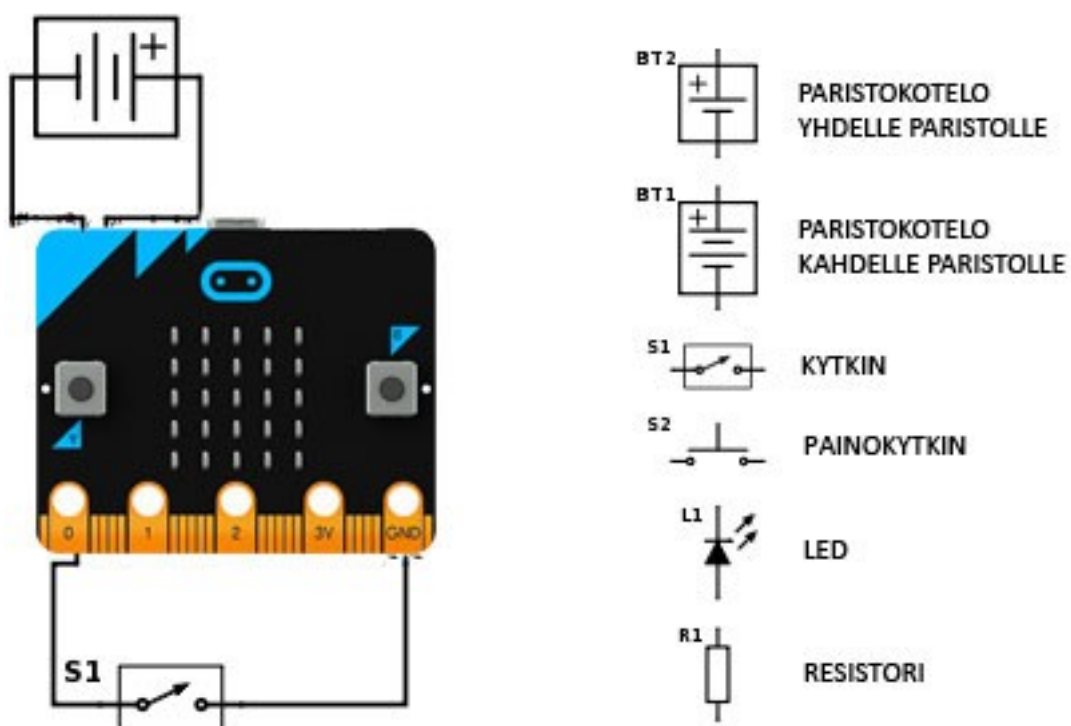 +
0
1
2
3V
GND
S1
BT2
+
PARISTOKOTELO
YHDELLE PARISTOLLE
BT1
+
PARISTOKOTELO
KAHDELLE PARISTOLLE
S1
KYTKIN
S2
PAINOKYTKIN
L1
LED
R1
RESISTORI